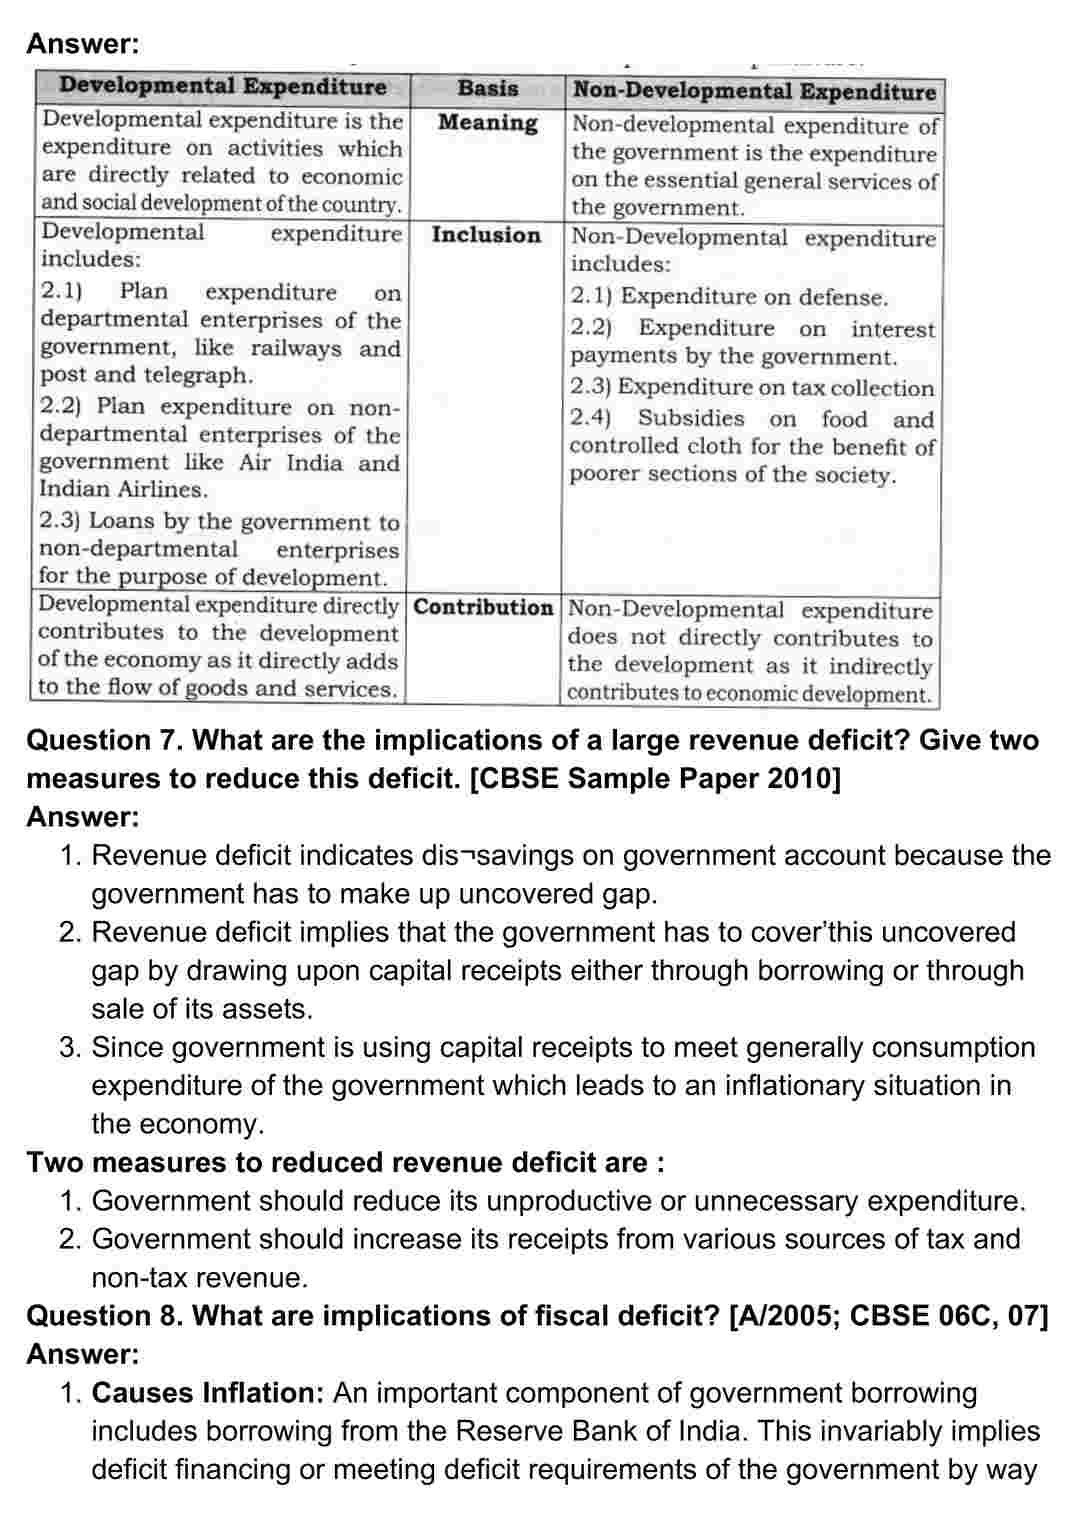 Answer:
Developmental Expenditure Basis Non-Developmental Expenditure
Developmental expenditure is the
expenditure on activities which
are directly related to economic
and social development of the country.
Meaning
Non-developmental expenditure of
the government is the expenditure
on the essential general services of
the government.
Developmental expenditure
includes:
2.1) Plan expenditure on
departmental enterprises of the
government, like railways and
post and telegraph.
2.2) Plan expenditure on non-
departmental enterprises of the
government like Air India and
Indian Airlines.
2.3) Loans by the government to
non-departmental enterprises
for the purpose of development.
Inclusion
Non-Developmental expenditure
includes:
2.1) Expenditure on defense.
2.2) Expenditure on interest
payments by the government.
2.3) Expenditure on tax collection
2.4) Subsidies on food and
controlled cloth for the benefit of
poorer sections of the society.
Developmental expenditure directly
contributes to the development
of the economy as it directly adds
to the flow of goods and services.
Contribution
Non-Developmental expenditure
does not directly contributes to
the development as it indirectly
contributes to economic development.
Question 7. What are the implications of a large revenue deficit? Give two
measures to reduce this deficit. [CBSE Sample Paper 2010]
Answer:
1. Revenue deficit indicates dis¬savings on government account because the
government has to make up uncovered gap.
2. Revenue deficit implies that the government has to cover’this uncovered
gap by drawing upon capital receipts either through borrowing or through
sale of its assets.
3. Since government is using capital receipts to meet generally consumption
expenditure of the government which leads to an inflationary situation in
the economy.
Two measures to reduced revenue deficit are :
1. Government should reduce its unproductive or unnecessary expenditure.
2. Government should increase its receipts from various sources of tax and
non-tax revenue.
Question 8. What are implications of fiscal deficit? [A/2005; CBSE 06C, 07]
Answer:
1. Causes Inflation: An important component of government borrowing
includes borrowing from the Reserve Bank of India. This invariably implies
deficit financing or meeting deficit requirements of the government by way